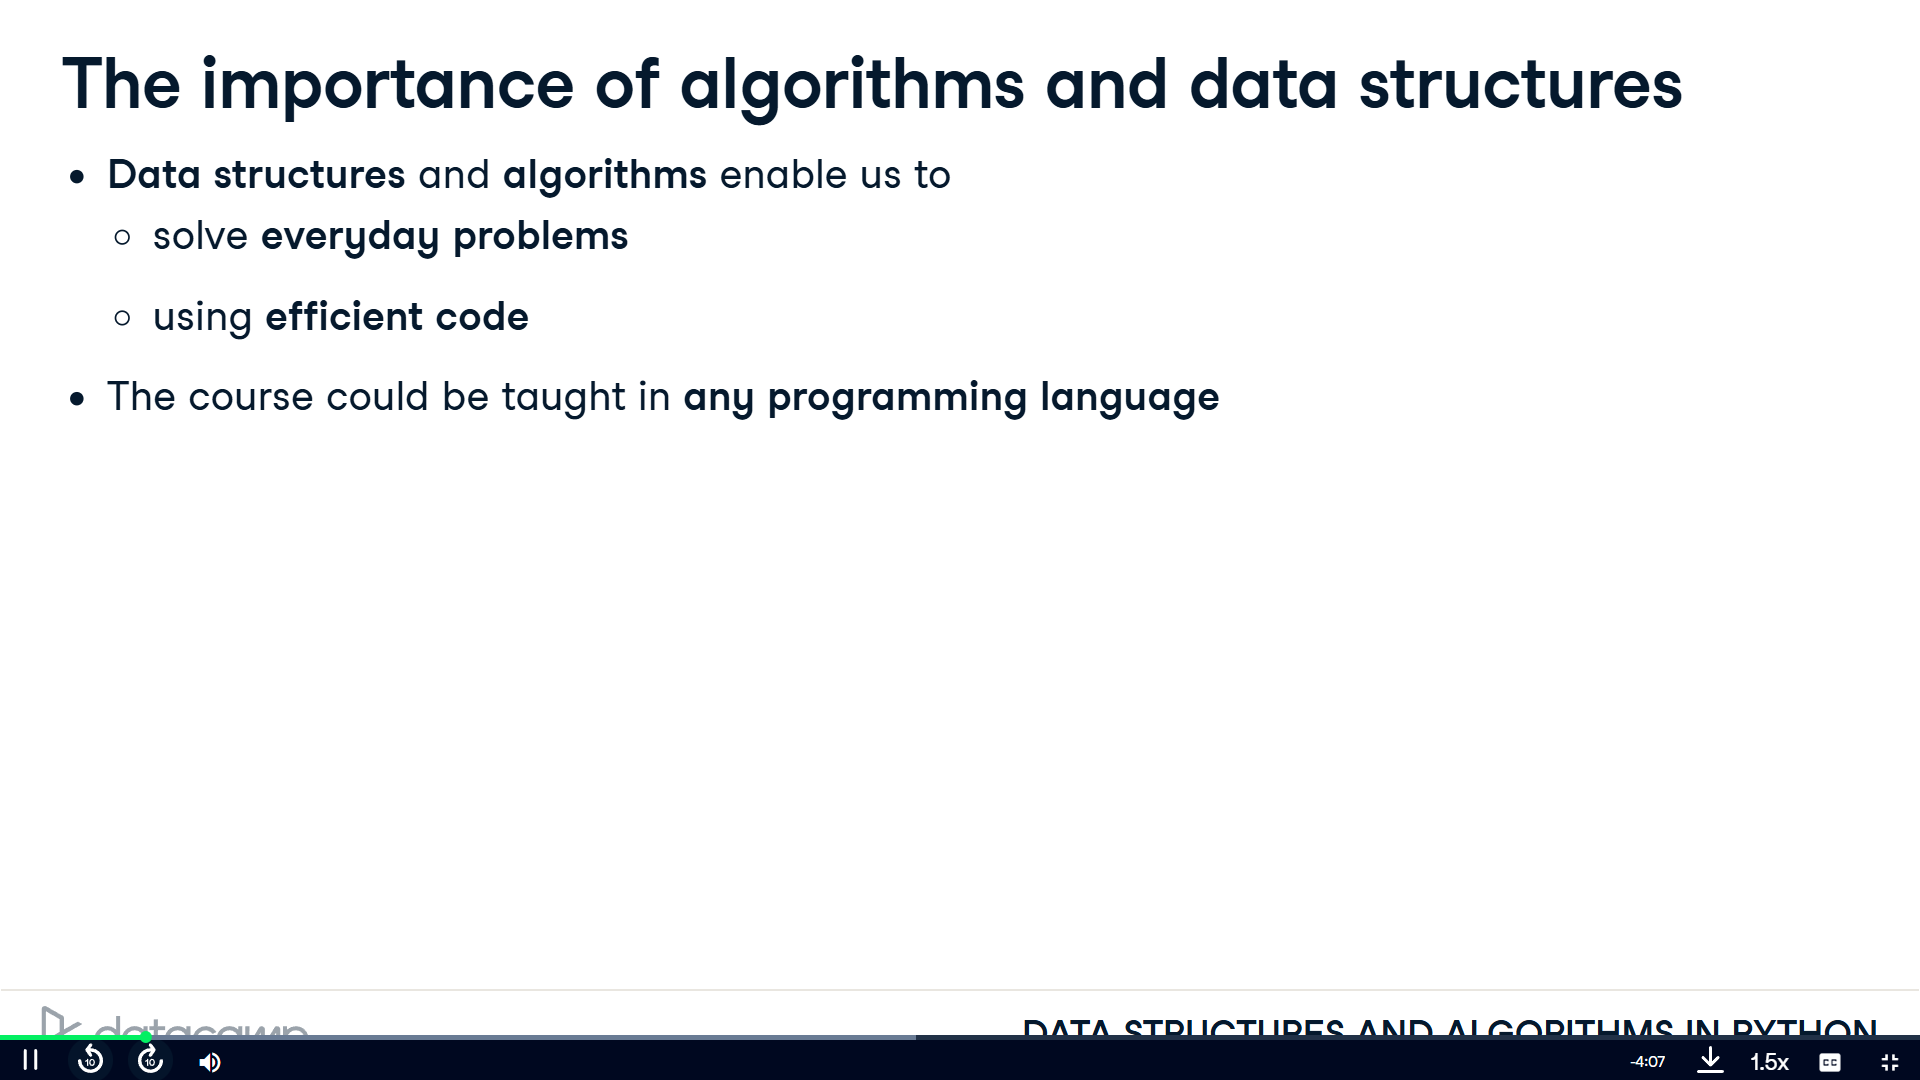 The importance of algorithms and data structures
• Data structures and algorithms enable us to
○ solve everyday problems
○ using efficient code
• The course could be taught in any programming language
datacamp
DATA STRUCTURES AND ALGORITHMS IN PYTHON
10
10
-4:07
1.5x
CC